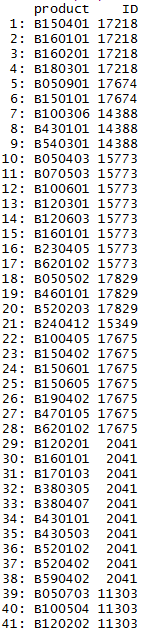 product ID
1: B150401 17218
2: B160101 17218
3: B160201 17218
4: B180301 17218
5: B050901 17674
6: B150101 17674
7: B100306 14388
8: B430101 14388
9: B540301 14388
10: B050403 15773
11: B070503 15773
12: B100601 15773
13: B120301 15773
14: B120603 15773
15: B160101 15773
16: B230405 15773
17: B620102 15773
18: B050502 17829
19: B460101 17829
20: B520203 17829
21: B240412 15349
22: B100405 17675
23: B150402 17675
24: B150601 17675
25: B150605 17675
26: B190402 17675
27: B470105 17675
28: B620102 17675
29: B120201 2041
30: B160101 2041
31: B170103 2041
32: B380305 2041
33: B380407 2041
34: B430101 2041
35: B430503 2041
36: B520102 2041
37: B520402 2041
38: B590402 2041
39: B050703 11303
40: B100504 11303
41: B120202 11303